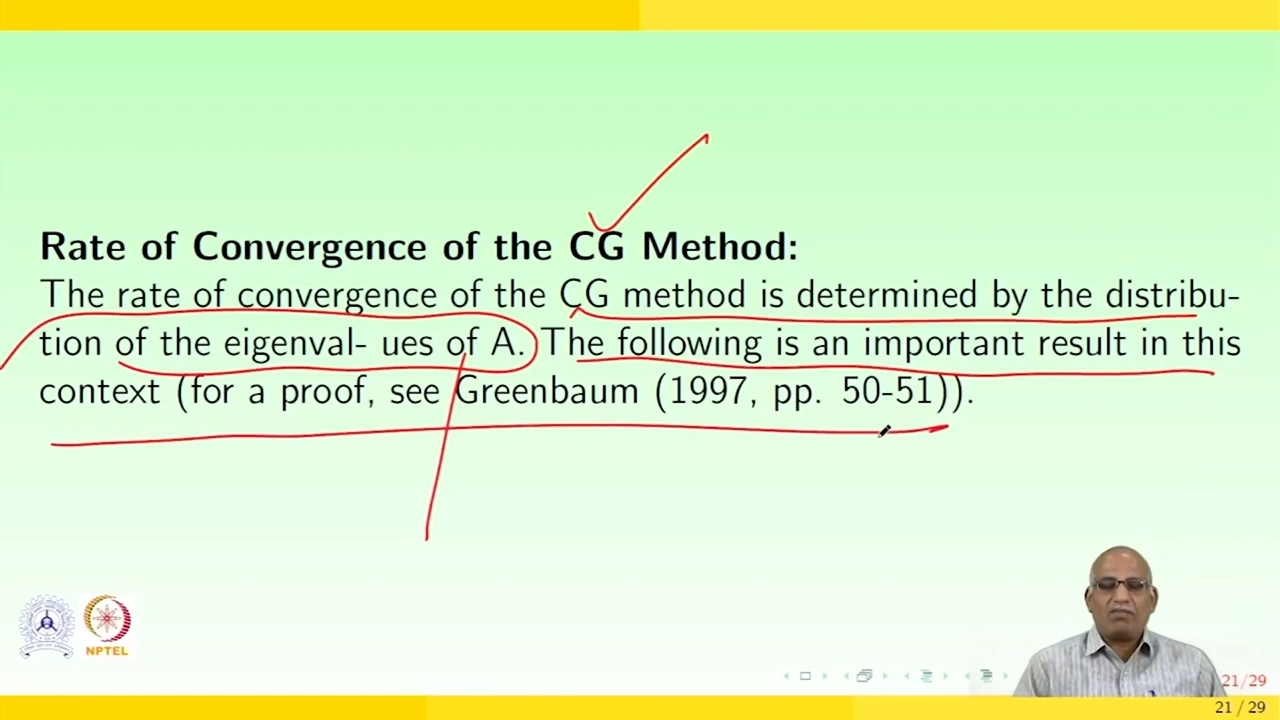 Rate of Convergence of the CG Method:
The rate of convergence of the CG method is determined by the distribu-
tion of the eigenval- ues of A. The following is an important result in this
context (for a proof, see Greenbaum (1997, pp. 50-51)).
NPTEL
21/29
21 / 29